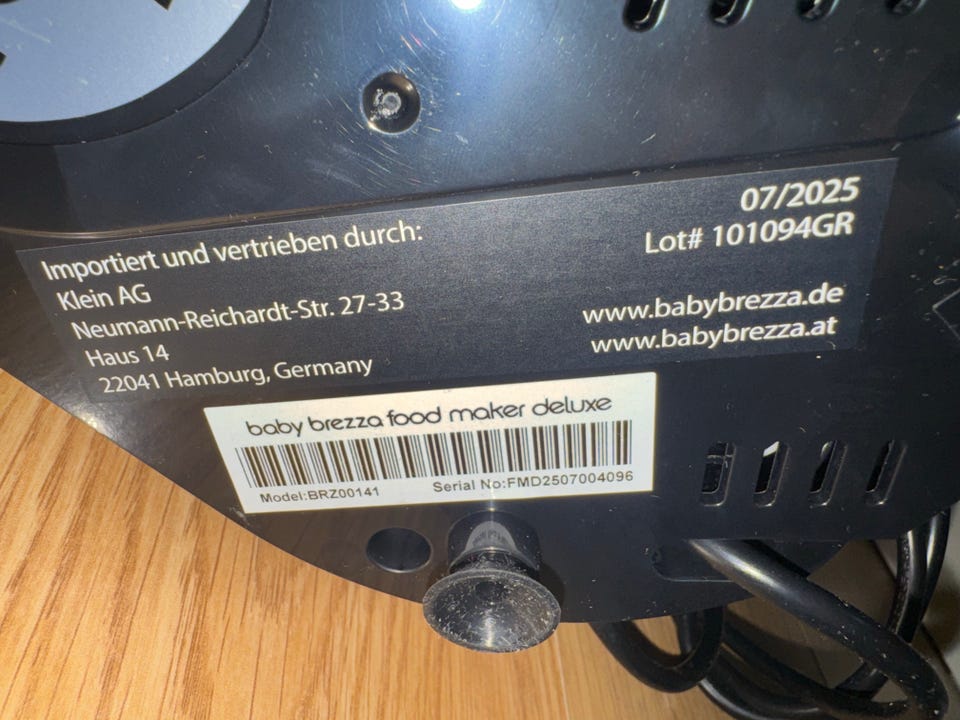 Importiert und vertrieben durch:
Klein AG
Neumann-Reichardt-Str. 27-33
Haus 14
22041 Hamburg, Germany
07/2025
Lot# 101094GR
www.babybrezza.de
www.babybrezza.at
baby brezza food maker deluxe
Model:BRZ00141
Serial No:FMD2507004096